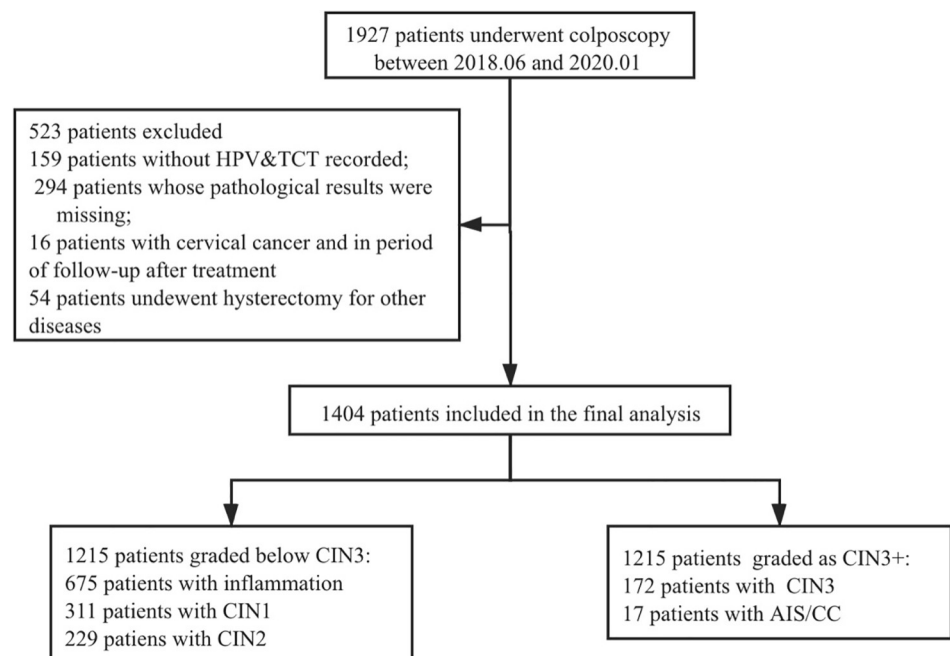 1927 patients underwent colposcopy
between 2018.06 and 2020.01
523 patients excluded
159 patients without HPV&TCT recorded;
294 patients whose pathological results were
missing;
16 patients with cervical cancer and in period
of follow-up after treatment
54 patients undewent hysterectomy for other
diseases
1404 patients included in the final analysis
1215 patients graded below CIN3:
675 patients with inflammation
311 patients with CIN1
229 patiens with CIN2
1215 patients graded as CIN3+:
172 patients with CIN3
17 patients with AIS/CC